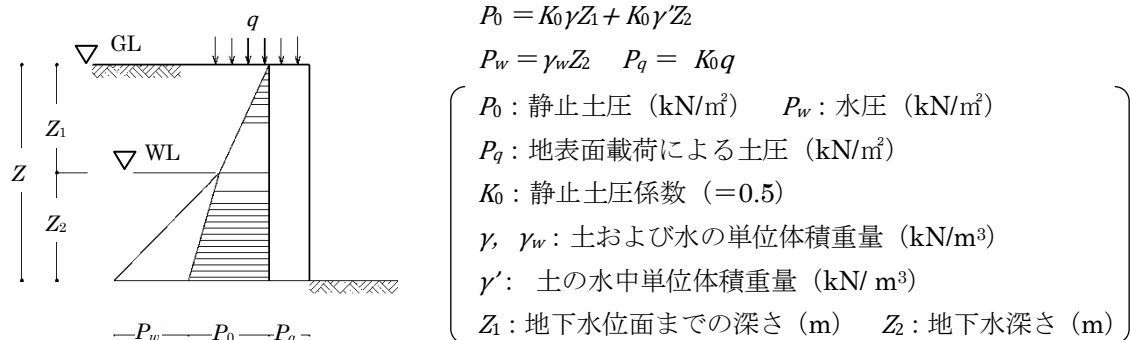 q
GL
Z1
WL
Z
Z2
Pw P0 Pq
P0 = K0γZ1 + K0γ'Z2
Pw = γwZ2 Pq = K0q
P0：静止土圧（kN/㎡） Pw：水圧（kN/㎡）
Pq：地表面載荷による土圧（kN/㎡）
K0：静止土圧係数（＝0.5）
γ, γw：土および水の単位体積重量（kN/m³）
γ'： 土の水中単位体積重量（kN/ m³）
Z1：地下水位面までの深さ（m） Z2：地下水深さ（m）